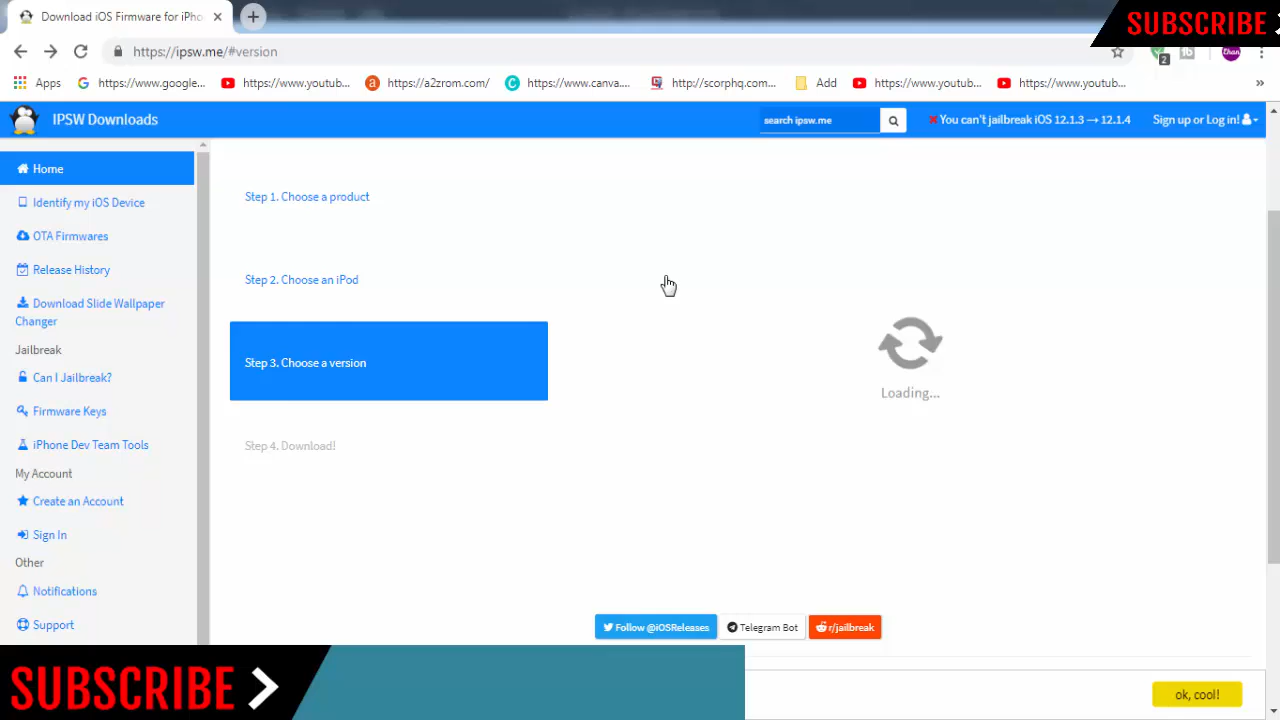 Download iOS Firmware for iPho
SUBSCRIBE
https://ipsw.me/#version
2
Apps
https://www.google...
https://www.youtub...
https://a2zrom.com/
https://www.canva...
http://scorphq.com...
Add
https://www.youtub...
https://www.youtub...
»
IPSW Downloads
search ipsw.me
You can't jailbreak iOS 12.1.3 → 12.1.4
Sign up or Log in!
Home
Identify my iOS Device
OTA Firmwares
Release History
Download Slide Wallpaper
Changer
Jailbreak
Can I Jailbreak?
Firmware Keys
iPhone Dev Team Tools
My Account
Create an Account
Sign In
Other
Notifications
Support
Step 1. Choose a product
Step 2. Choose an iPod
Step 3. Choose a version
Step 4. Download!
Loading...
Follow @iOSReleases
Telegram Bot
r/jailbreak
SUBSCRIBE
ok, cool!